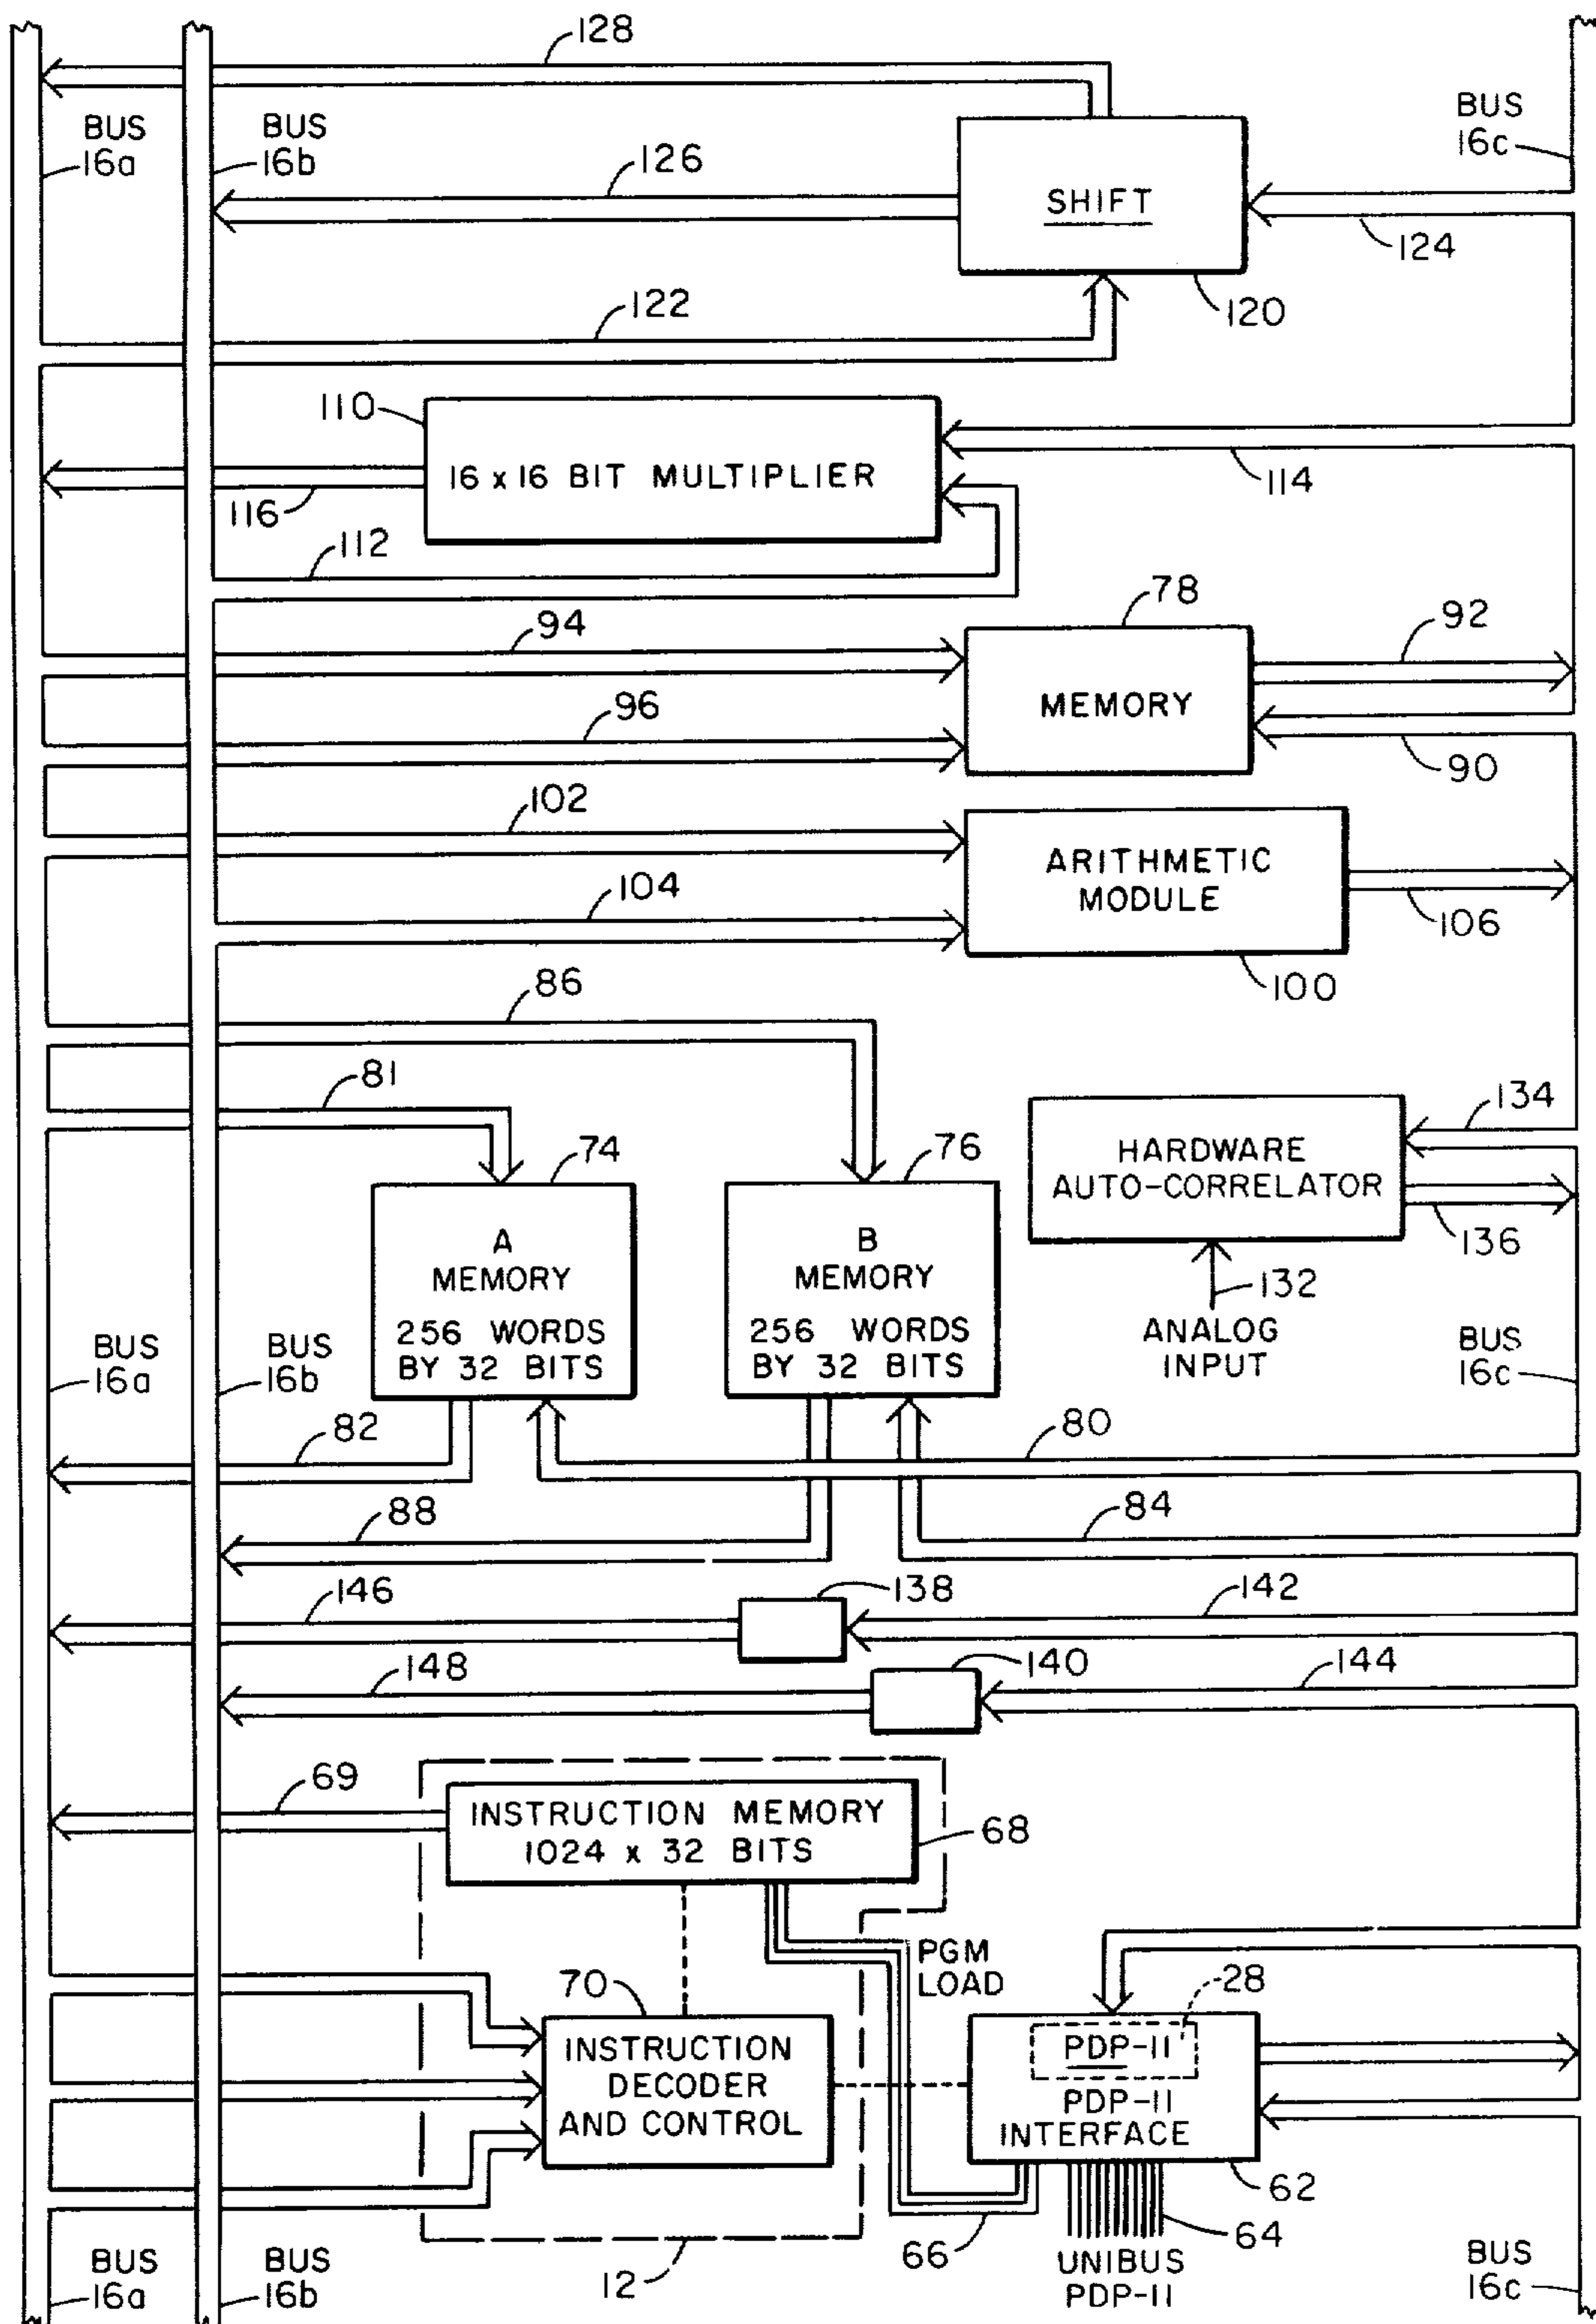 128
BUS
16a
BUS
16b
BUS
16c
126
SHIFT
124
122
120
110
16 x 16 BIT MULTIPLIER
116
114
112
94
78
92
MEMORY
96
90
102
ARITHMETIC
MODULE
104
106
100
86
81
74
76
134
HARDWARE
AUTO-CORRELATOR
136
A
MEMORY
256 WORDS
BY 32 BITS
B
MEMORY
256 WORDS
BY 32 BITS
132
ANALOG
INPUT
BUS
16a
BUS
16b
BUS
16c
82
80
88
84
146
138
142
148
140
144
69
INSTRUCTION MEMORY
1024 x 32 BITS
68
PGM
LOAD
70
28
INSTRUCTION
DECODER
AND CONTROL
PDP-11
PDP-11
INTERFACE
62
64
66
UNIBUS
PDP-11
12
BUS
16a
BUS
16b
BUS
16c